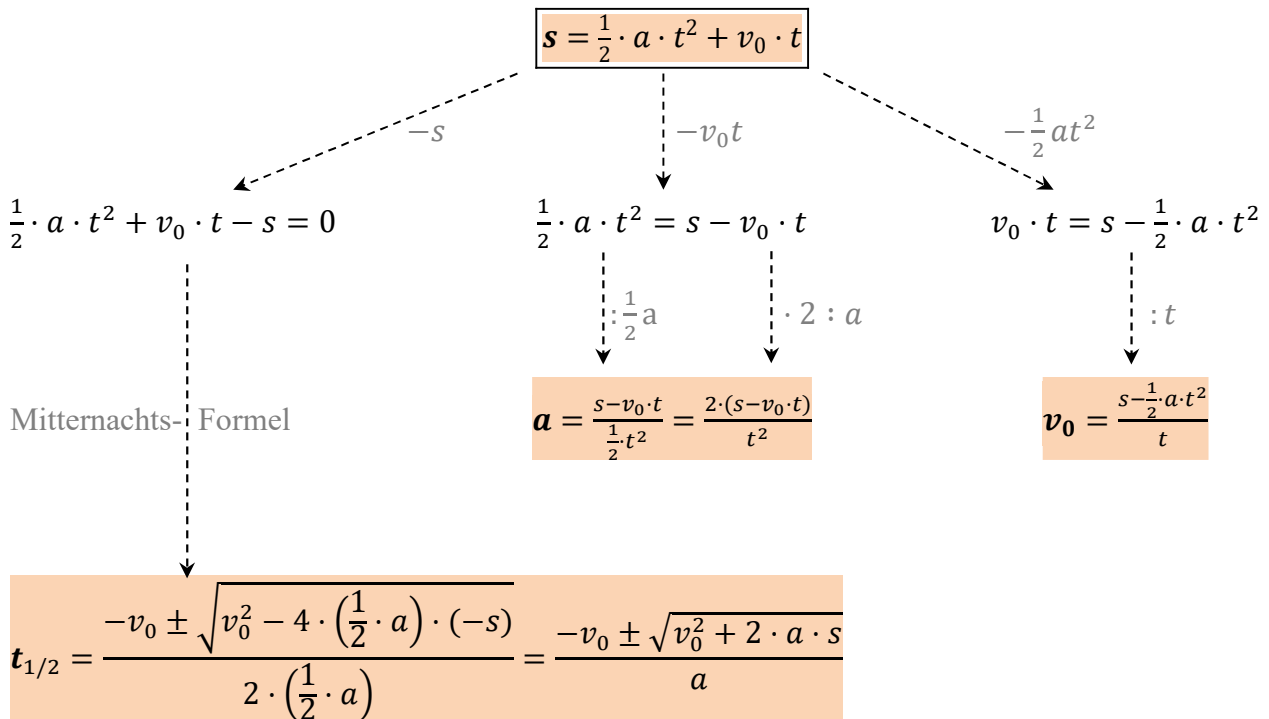 s = 1/2 · a · t² + v₀ · t
−s
−v₀t
−1/2 at²
1/2 · a · t² + v₀ · t − s = 0
1/2 · a · t² = s − v₀ · t
v₀ · t = s − 1/2 · a · t²
: 1/2 a
· 2 : a
: t
Mitternachts- Formel
a = (s−v₀·t)/(1/2·t²) = (2·(s−v₀·t))/t²
v₀ = (s−1/2·a·t²)/t
t₁/₂ = (−v₀ ± √(v₀² − 4 · (1/2 · a) · (−s)))/(2 · (1/2 · a)) = (−v₀ ± √(v₀² + 2 · a · s))/a